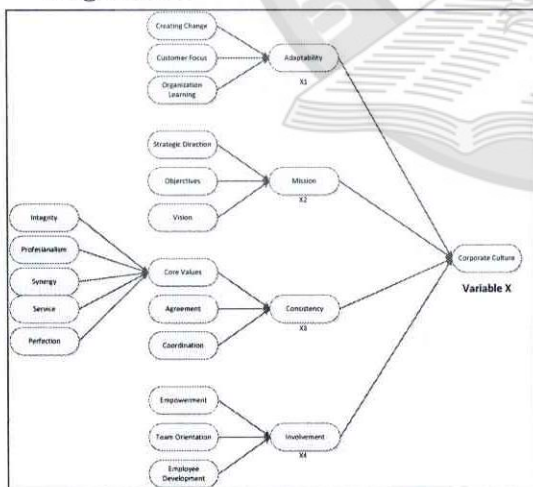 Creating Change
Customer Focus
Organization
Learning
Adaptability
X1
Strategic Direction
Objectives
Vision
Mission
X2
Integrity
Profesianalism
Synergy
Service
Perfection
Core Values
Agreement
Coordination
Consistency
X3
Empowerment
Team Orientation
Employee
Development
Involvement
X4
Corporate Culture
Variable X